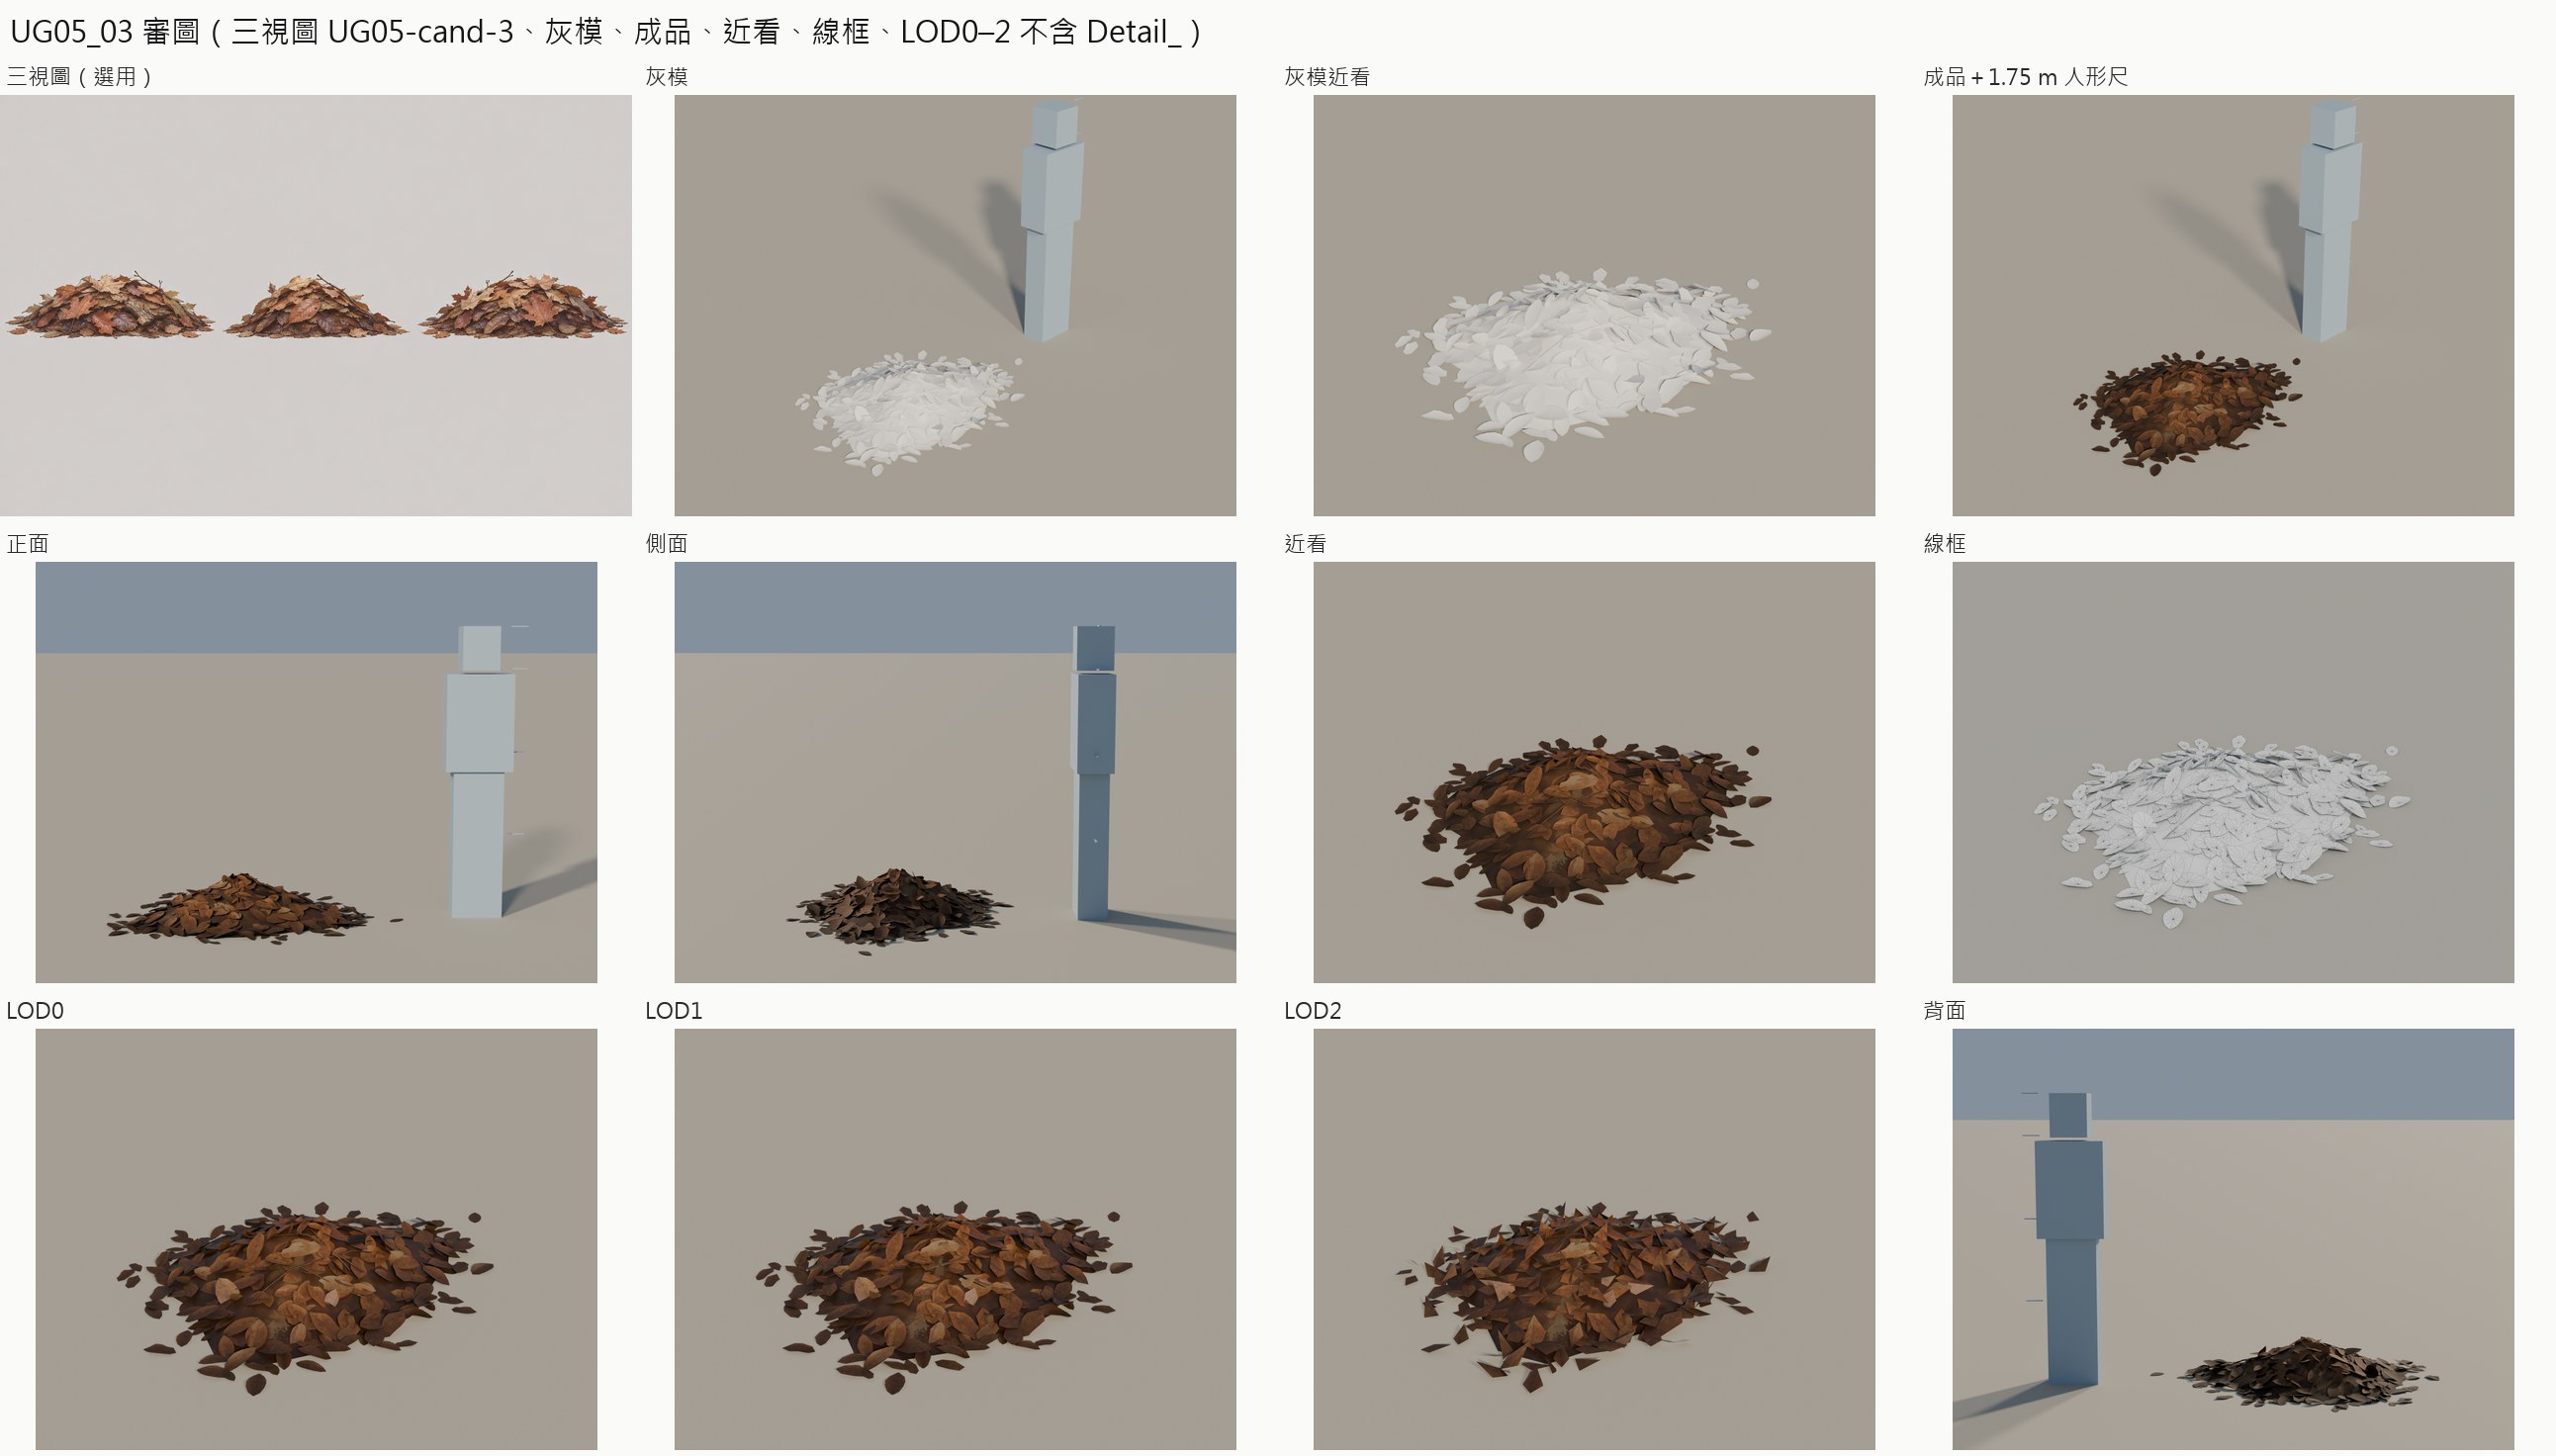 UG05_03 審圖（三視圖 UG05-cand-3、灰模、成品、近看、線框、LOD0–2 不含 Detail_）
三視圖（選用）
灰模
灰模近看
成品＋1.75 m 人形尺
正面
側面
近看
線框
LOD0
LOD1
LOD2
背面